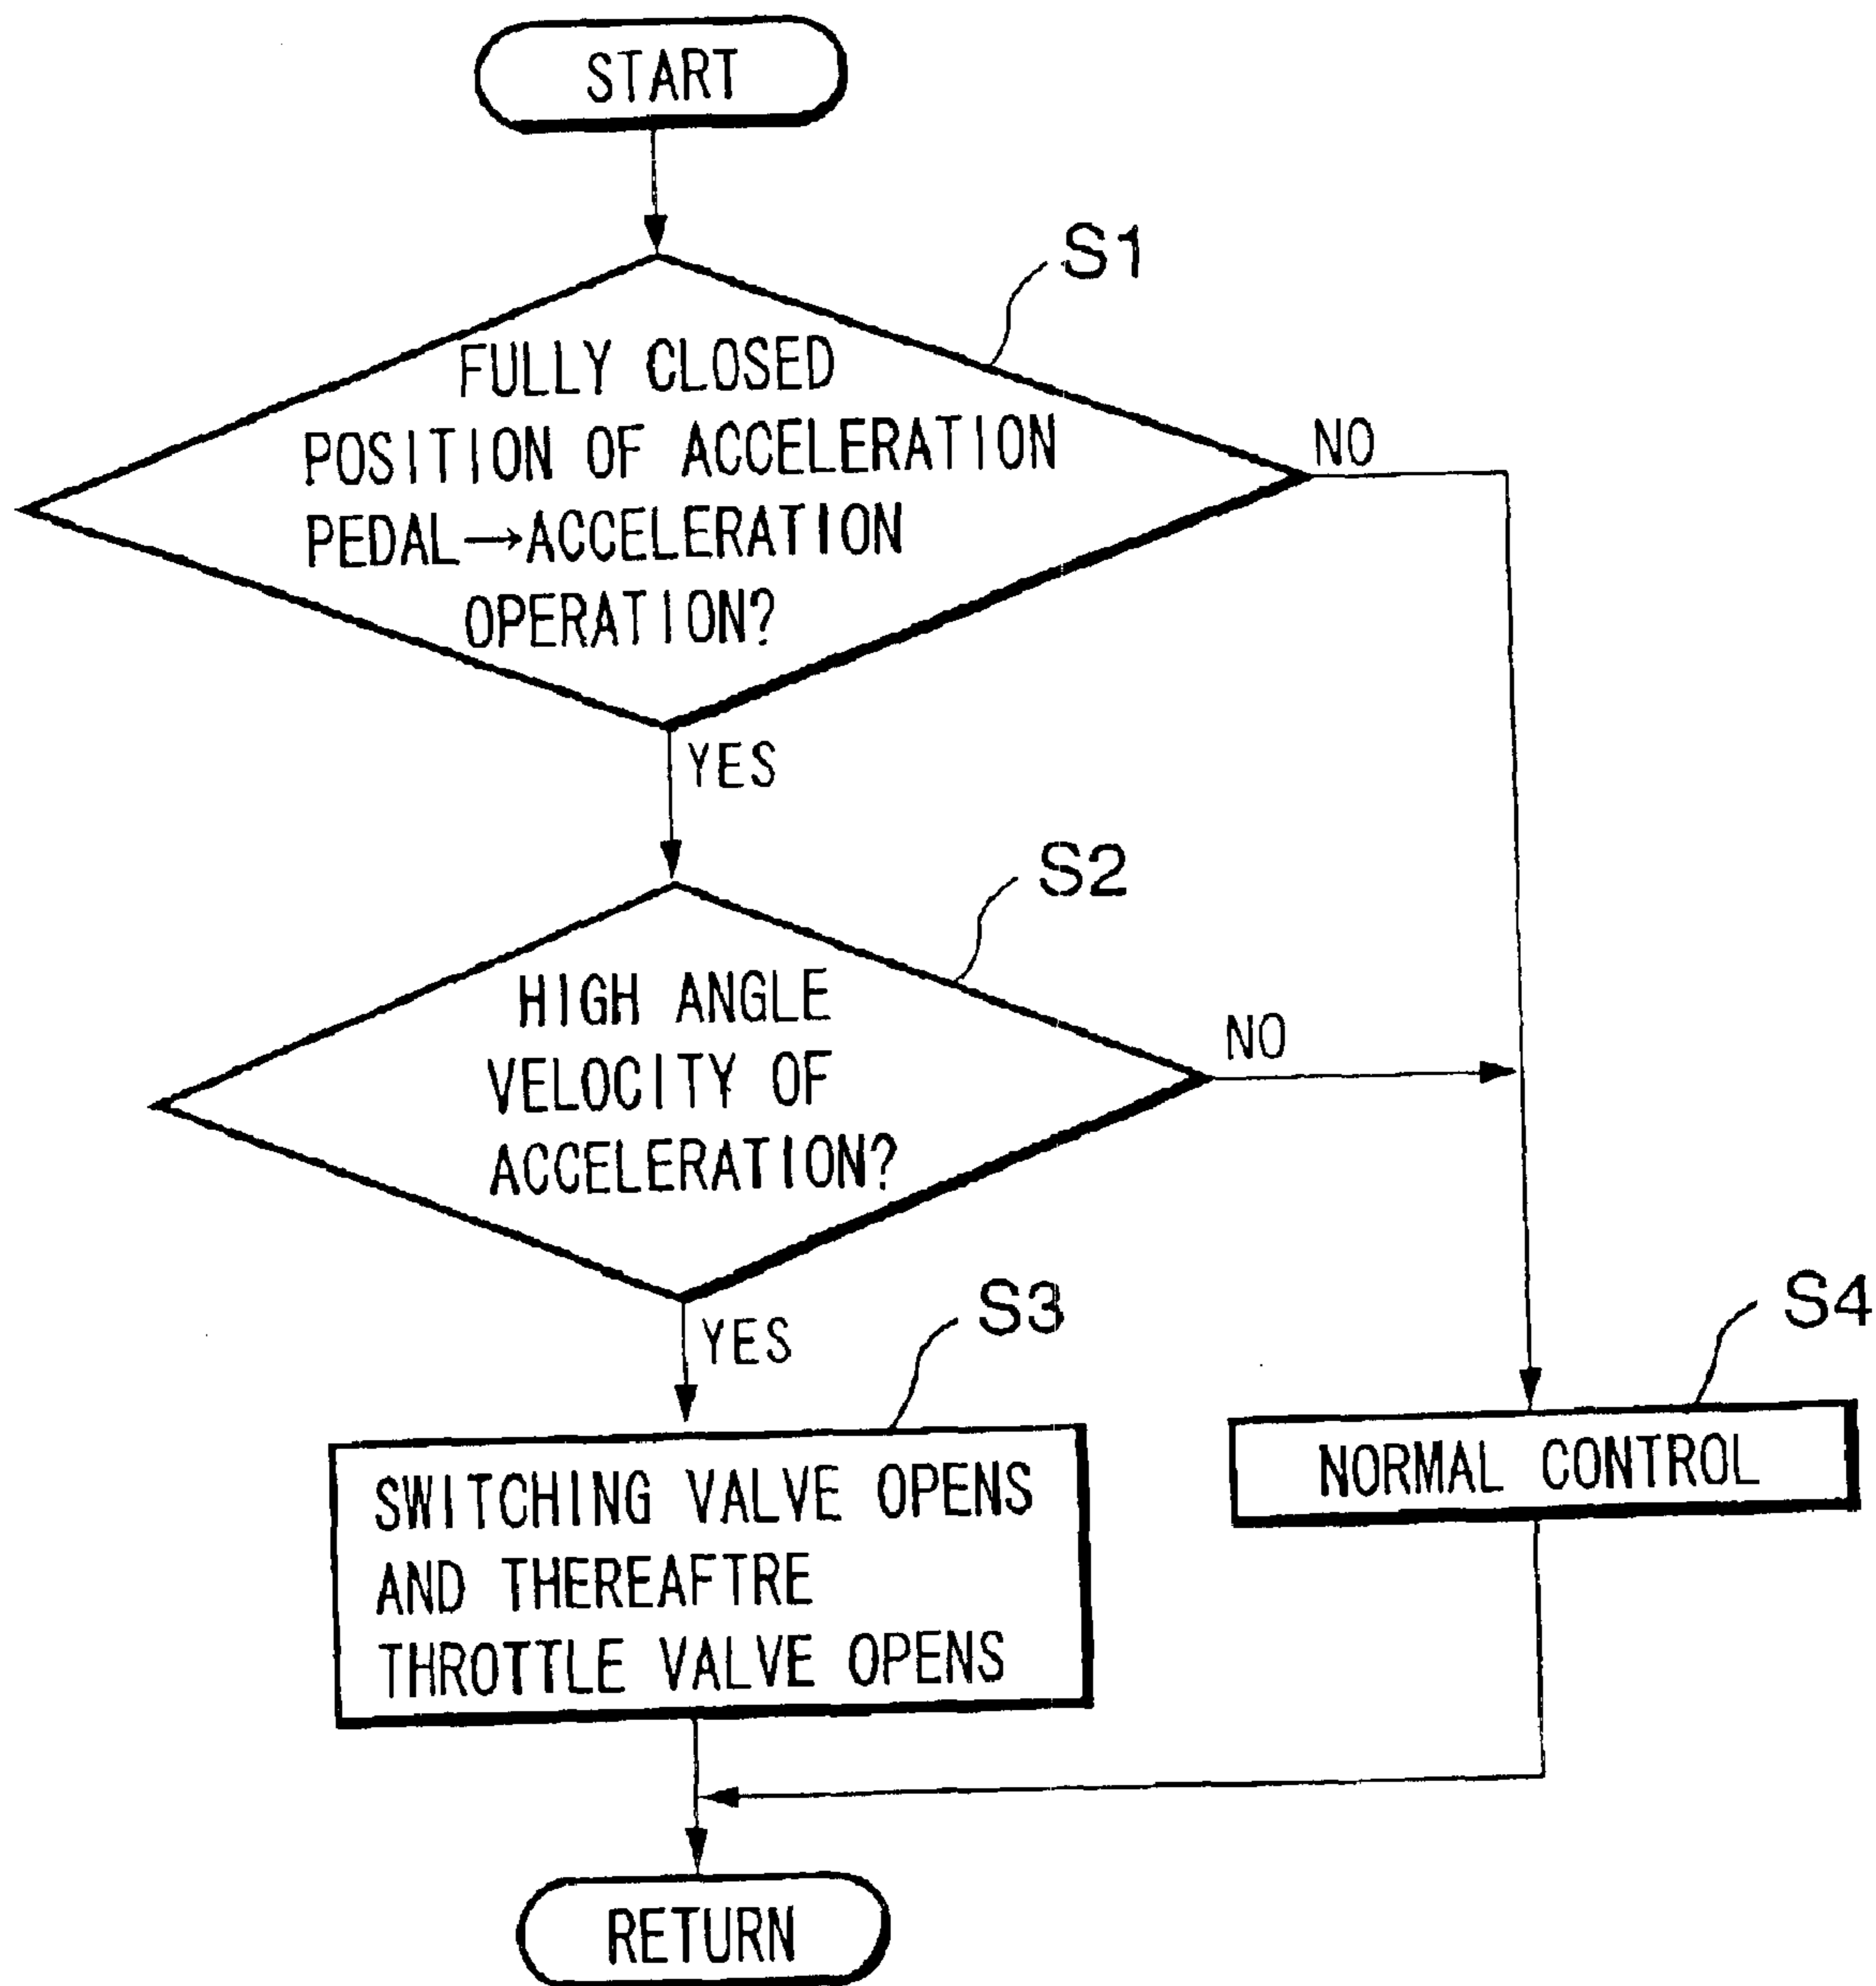 START
S1
FULLY CLOSED
POSITION OF ACCELERATION
PEDAL→ACCELERATION
OPERATION?
NO
YES
S2
HIGH ANGLE
VELOCITY OF
ACCELERATION?
NO
YES
S3
SWITCHING VALVE OPENS
AND THEREAFTRE
THROTTLE VALVE OPENS
S4
NORMAL CONTROL
RETURN